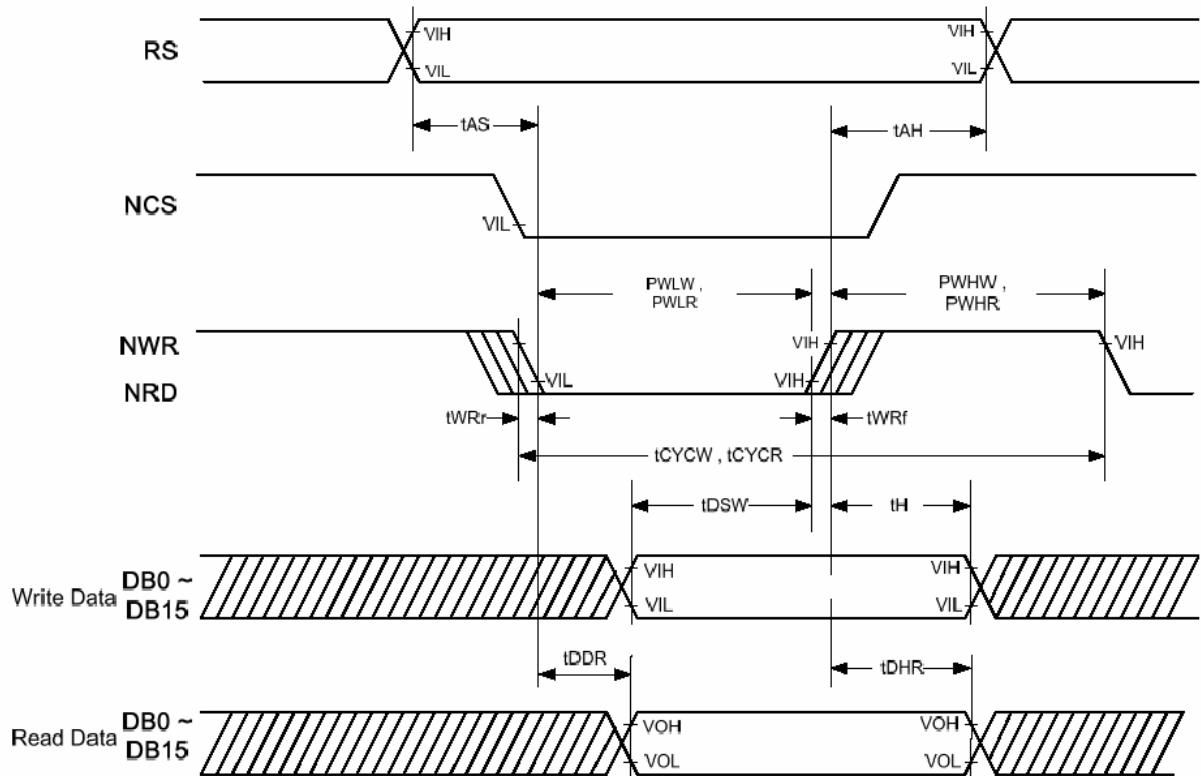 RS
VIH
VIL
VIH
VIL
tAS
tAH
NCS
VIL
PWLW ,
PWLR
PWHW ,
PWHR
NWR
NRD
VIL
VIH
VIH
VIH
tWRr
tWRf
tCYCW , tCYCR
tDSW
tH
Write Data
DB0 ~
DB15
VIH
VIL
VIH
VIL
tDDR
tDHR
Read Data
DB0 ~
DB15
VOH
VOL
VOH
VOL